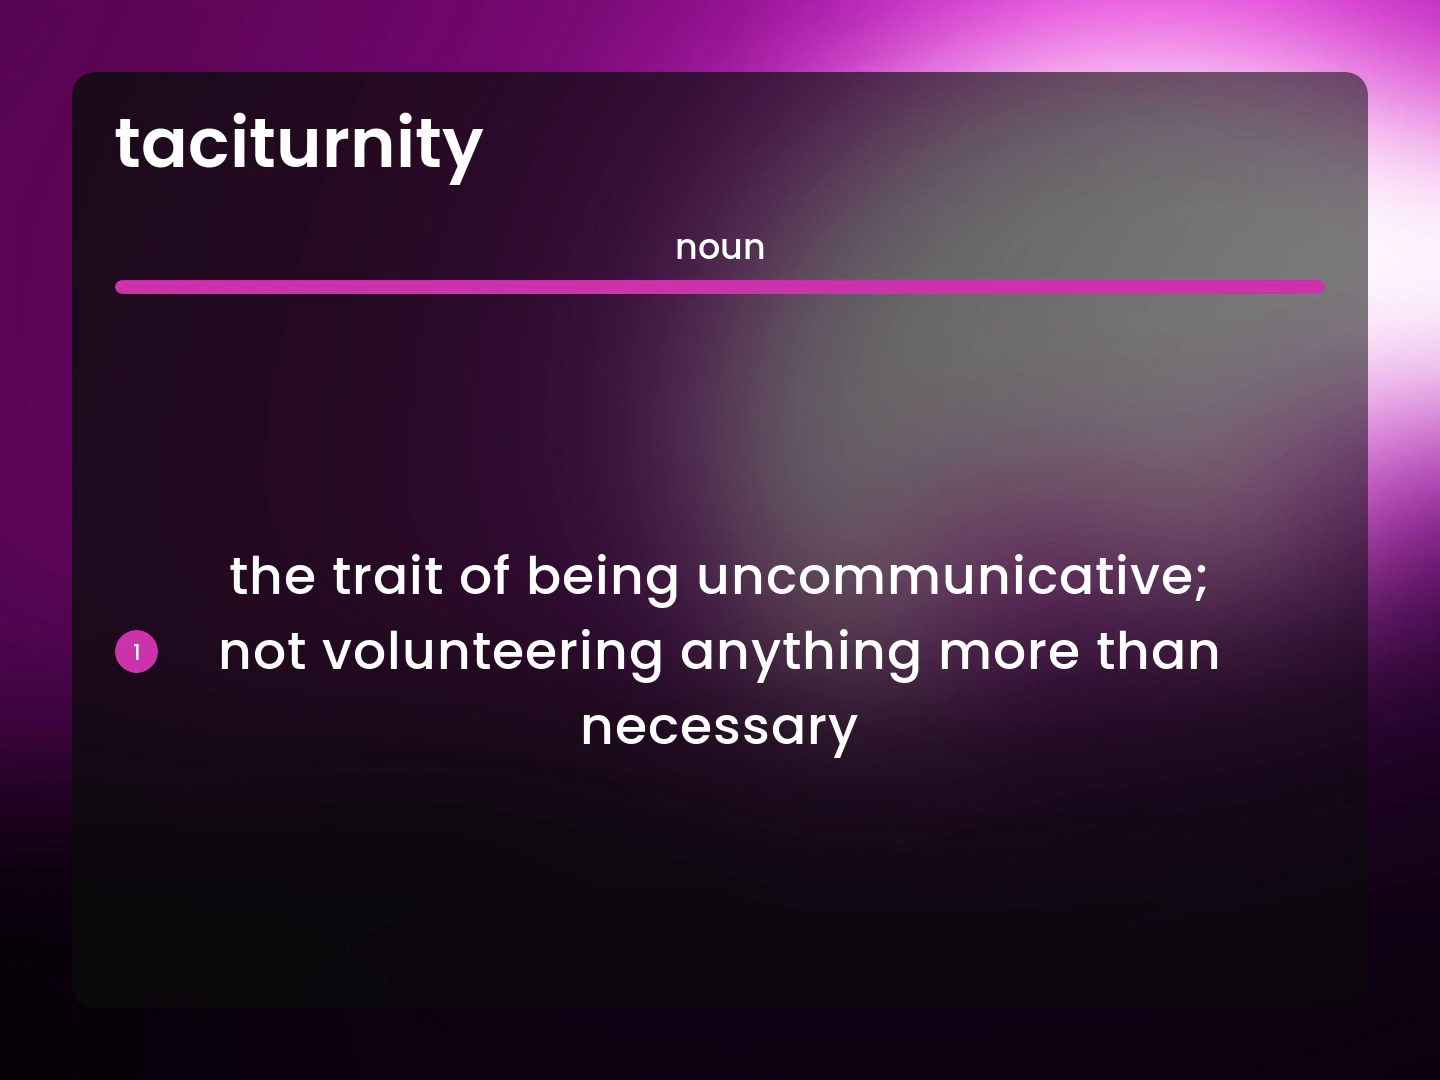 taciturnity
noun
the trait of being uncommunicative;
1 not volunteering anything more than
necessary